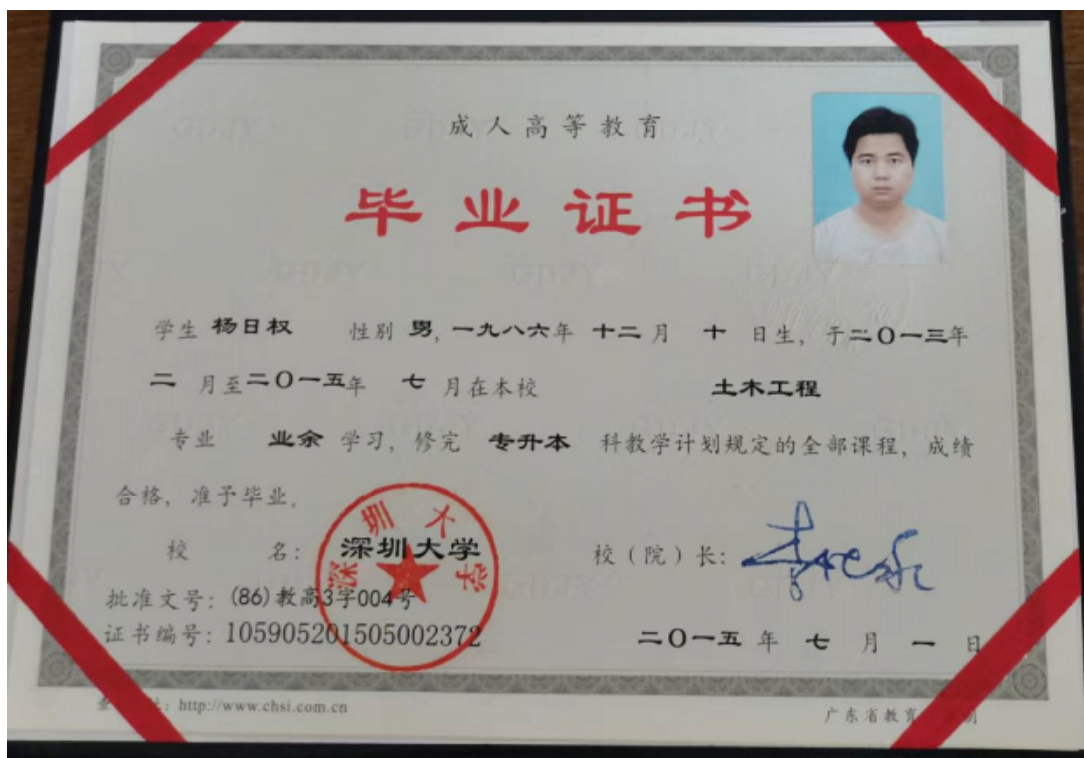 成人高等教育
毕业证书
学生 杨日权 性别 男, 一九八六年 十二月 十 日生, 于二〇一三年
二 月至二〇一五年 七 月在本校 土木工程
专业 业余 学习, 修完 专升本 科教学计划规定的全部课程, 成绩
合格, 准予毕业。
校 名: 深圳大学
校（院）长:
深圳大学
批准文号: (86) 教高3字004号
证书编号: 105905201505002372
二〇一五 年 七 月 一 日
http://www.chsi.com.cn
广东省教育